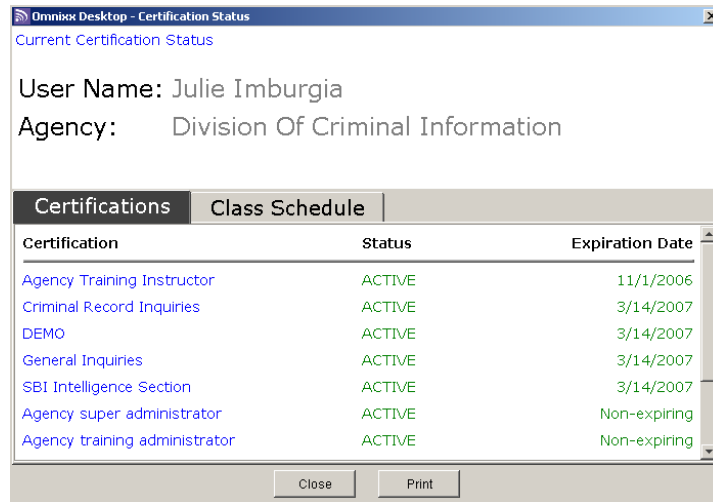 Omnixx Desktop - Certification Status
Current Certification Status
User Name: Julie Imburgia
Agency: Division Of Criminal Information
Certifications Class Schedule
Certification Status Expiration Date
Agency Training Instructor ACTIVE 11/1/2006
Criminal Record Inquiries ACTIVE 3/14/2007
DEMO ACTIVE 3/14/2007
General Inquiries ACTIVE 3/14/2007
SBI Intelligence Section ACTIVE 3/14/2007
Agency super administrator ACTIVE Non-expiring
Agency training administrator ACTIVE Non-expiring
Close Print